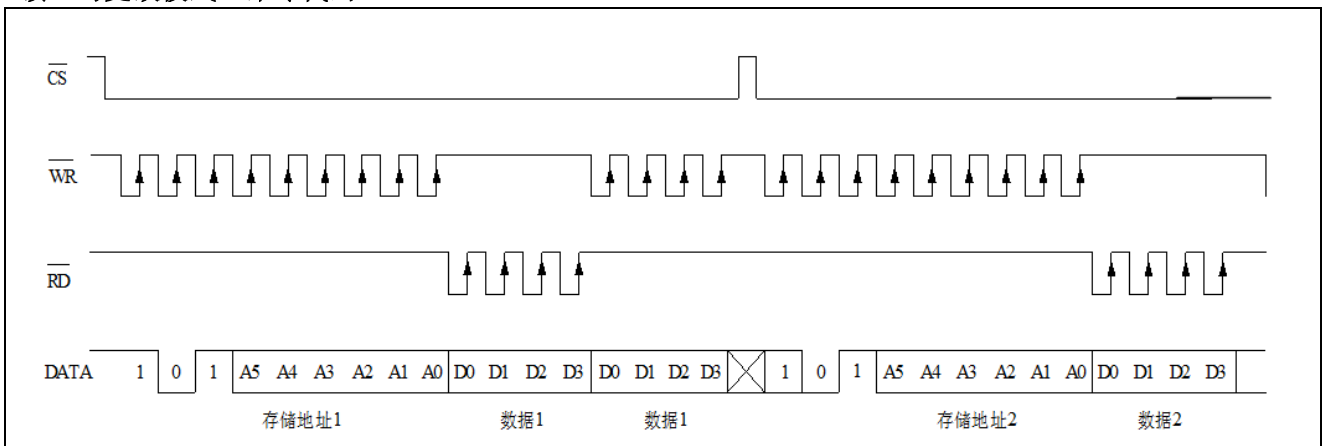 CS
WR
RD
DATA 1 0 1 A5 A4 A3 A2 A1 A0 D0 D1 D2 D3 D0 D1 D2 D3 1 0 1 A5 A4 A3 A2 A1 A0 D0 D1 D2 D3
存储地址1 数据1 数据1 存储地址2 数据2